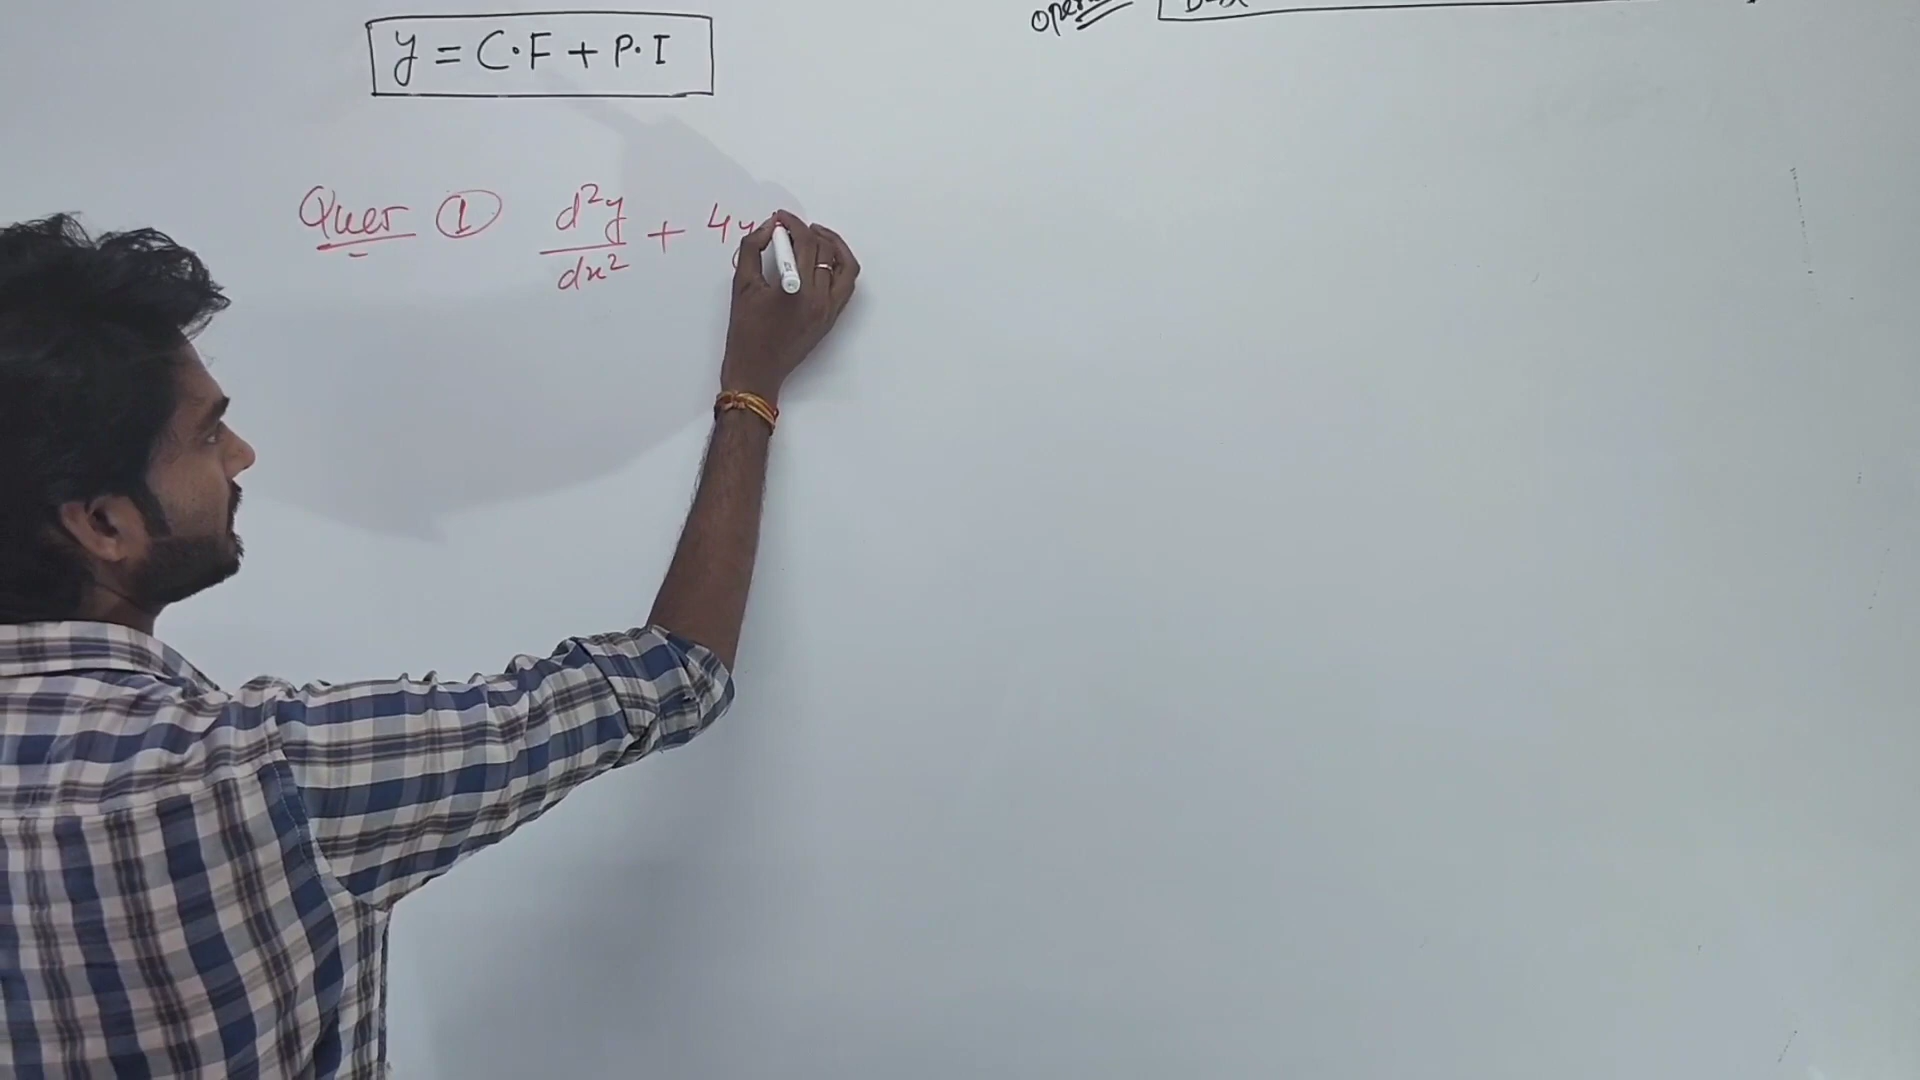 y = C·F + P·I
Ques ① d²y/dx² + 4y